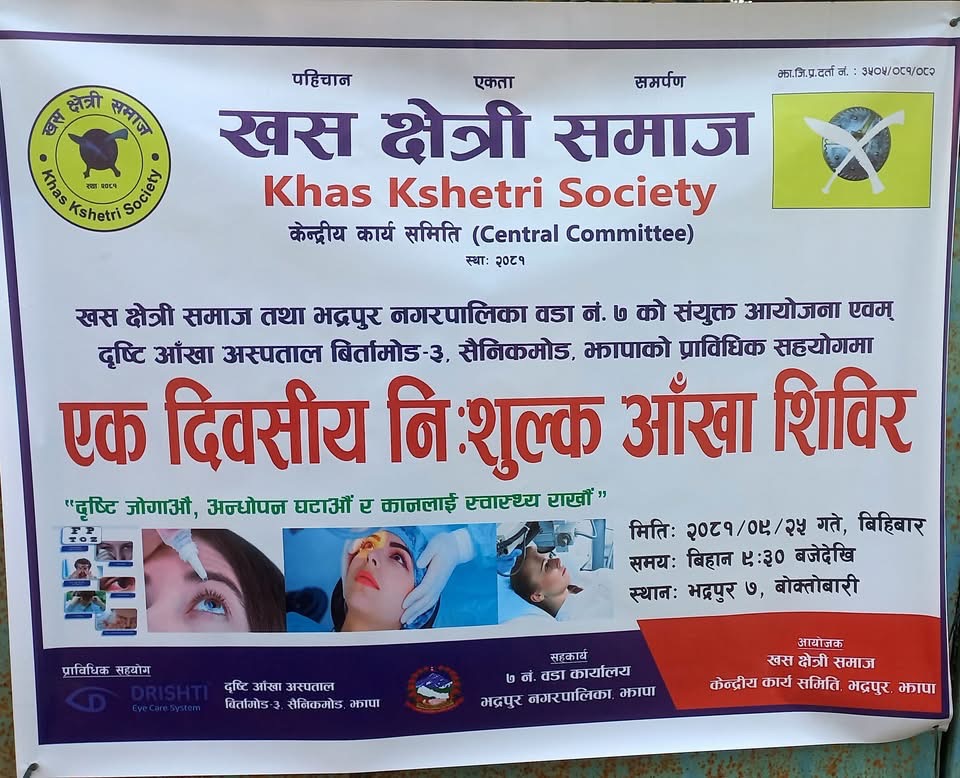 पहिचान एकता समर्पण
झा.जि.प्र.दर्ता नं. : ३५०५/०८१/०८२
खस क्षेत्री समाज
Khas Kshetri Society
स्था २०८१
खस क्षेत्री समाज
Khas Kshetri Society
केन्द्रीय कार्य समिति (Central Committee)
स्था: २०८१
खस क्षेत्री समाज तथा भद्रपुर नगरपालिका वडा नं. ७ को संयुक्त आयोजना एवम्
दृष्टि आँखा अस्पताल बिर्तामोड-३, सैनिकमोड, झापाको प्राविधिक सहयोगमा
एक दिवसीय नि:शुल्क आँखा शिविर
"दृष्टि जोगाऔ, अन्धोपन घटाऔं र कानलाई स्वास्थ्य राखौं"
मिति: २०८१/०९/२५ गते, बिहिबार
समय: बिहान ९:३० बजेदेखि
स्थान: भद्रपुर ७, बोक्तोबारी
F P
T O Z
प्राविधिक सहयोग
DRISHTI
Eye Care System
दृष्टि आँखा अस्पताल
बिर्तामोड-३, सैनिकमोड, झापा
सहकार्य
७ नं. वडा कार्यालय
भद्रपुर नगरपालिका, झापा
आयोजक
खस क्षेत्री समाज
केन्द्रीय कार्य समिति, भद्रपुर, झापा